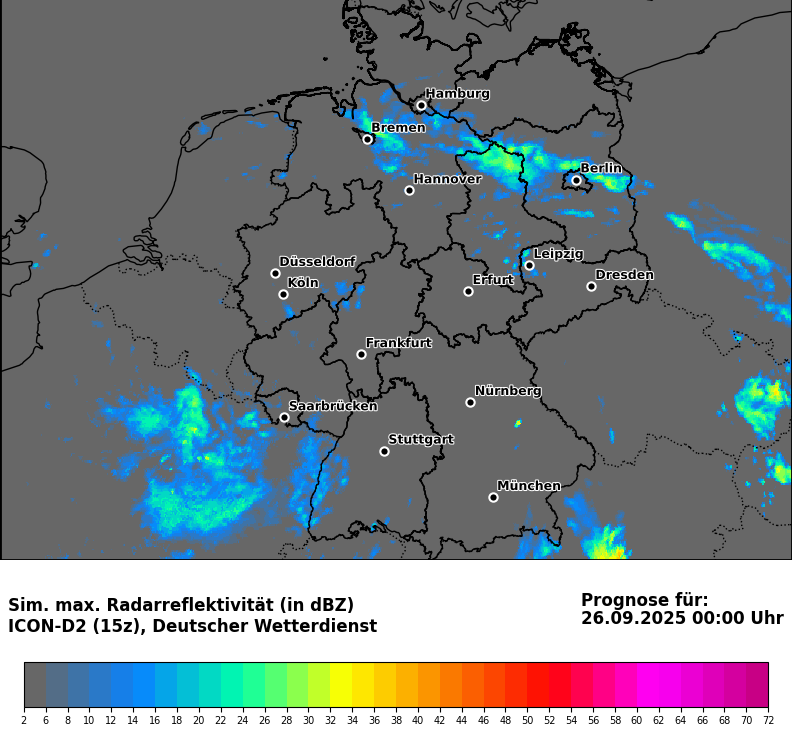 Hamburg
Bremen
Berlin
Hannover
Leipzig
Düsseldorf
Dresden
Köln
Erfurt
Frankfurt
Nürnberg
Saarbrücken
Stuttgart
München
Sim. max. Radarreflektivität (in dBZ)
ICON-D2 (15z), Deutscher Wetterdienst
Prognose für:
26.09.2025 00:00 Uhr
2 6 8 10 12 14 16 18 20 22 24 26 28 30 32 34 36 38 40 42 44 46 48 50 52 54 56 58 60 62 64 66 68 70 72